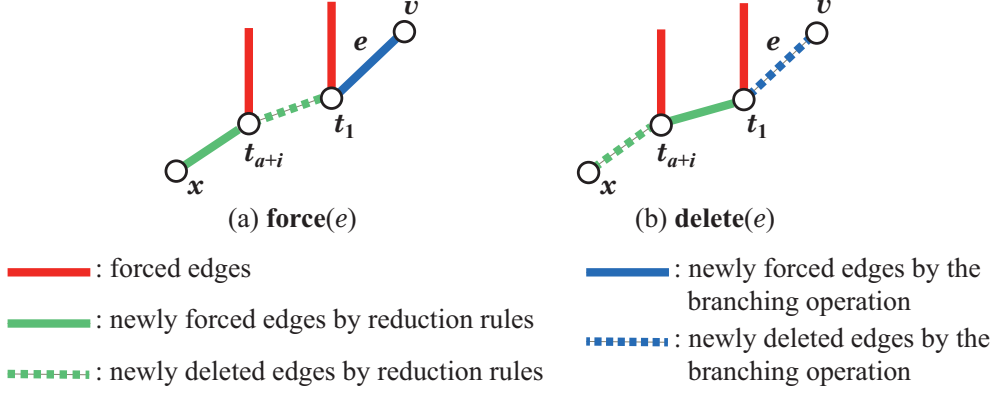 v
e
t1
ta+i
x
(a) force(e)
v
e
t1
ta+i
x
(b) delete(e)
: forced edges
: newly forced edges by reduction rules
: newly deleted edges by reduction rules
: newly forced edges by the
branching operation
: newly deleted edges by the
branching operation